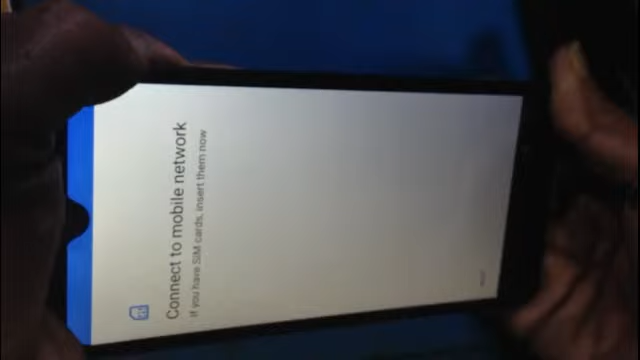 Connect to mobile network
If you have SIM cards, insert them now